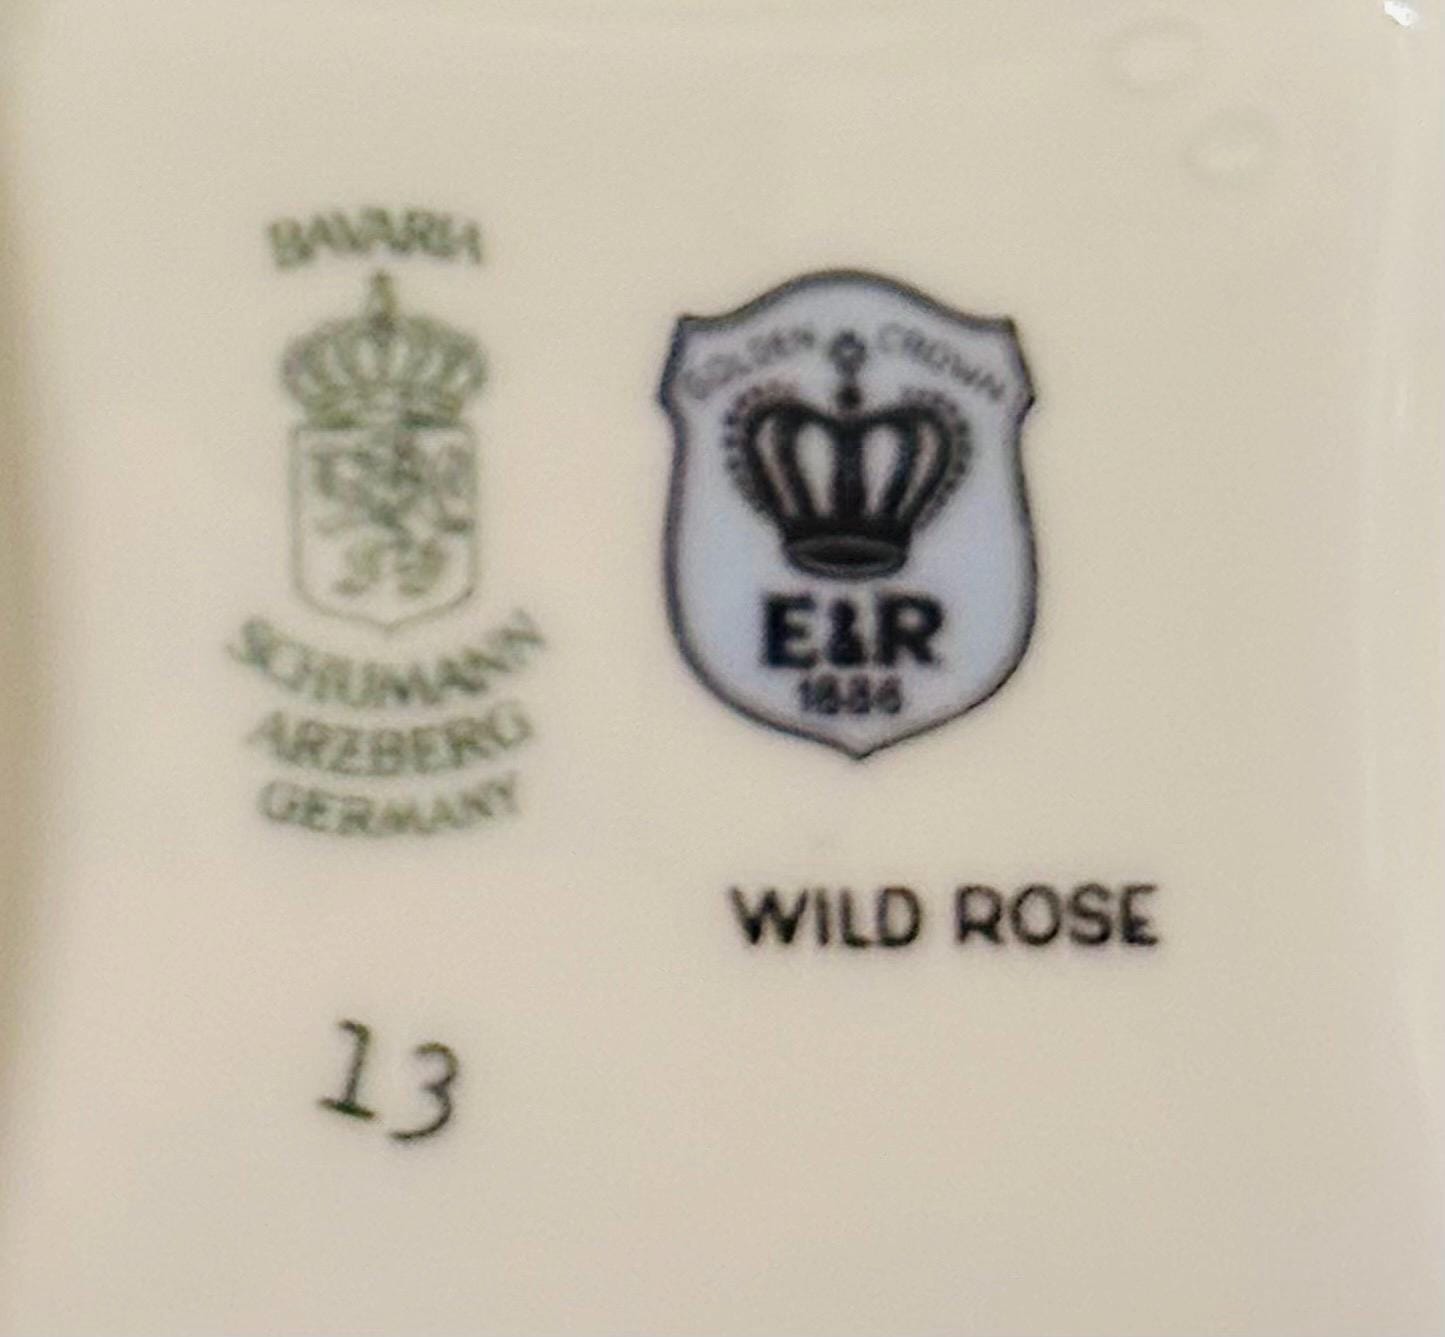 BAVARIA
SCHUMANN
ARZBERG
GERMANY
13
GOLDEN CROWN
E&R
1886
WILD ROSE